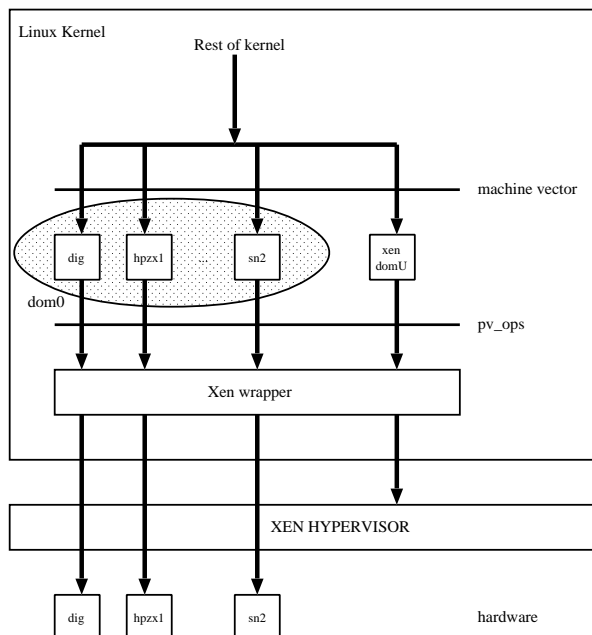 Linux Kernel
Rest of kernel
machine vector
dig
hpzx1
...
sn2
xen
domU
dom0
pv_ops
Xen wrapper
XEN HYPERVISOR
dig
hpzx1
sn2
hardware